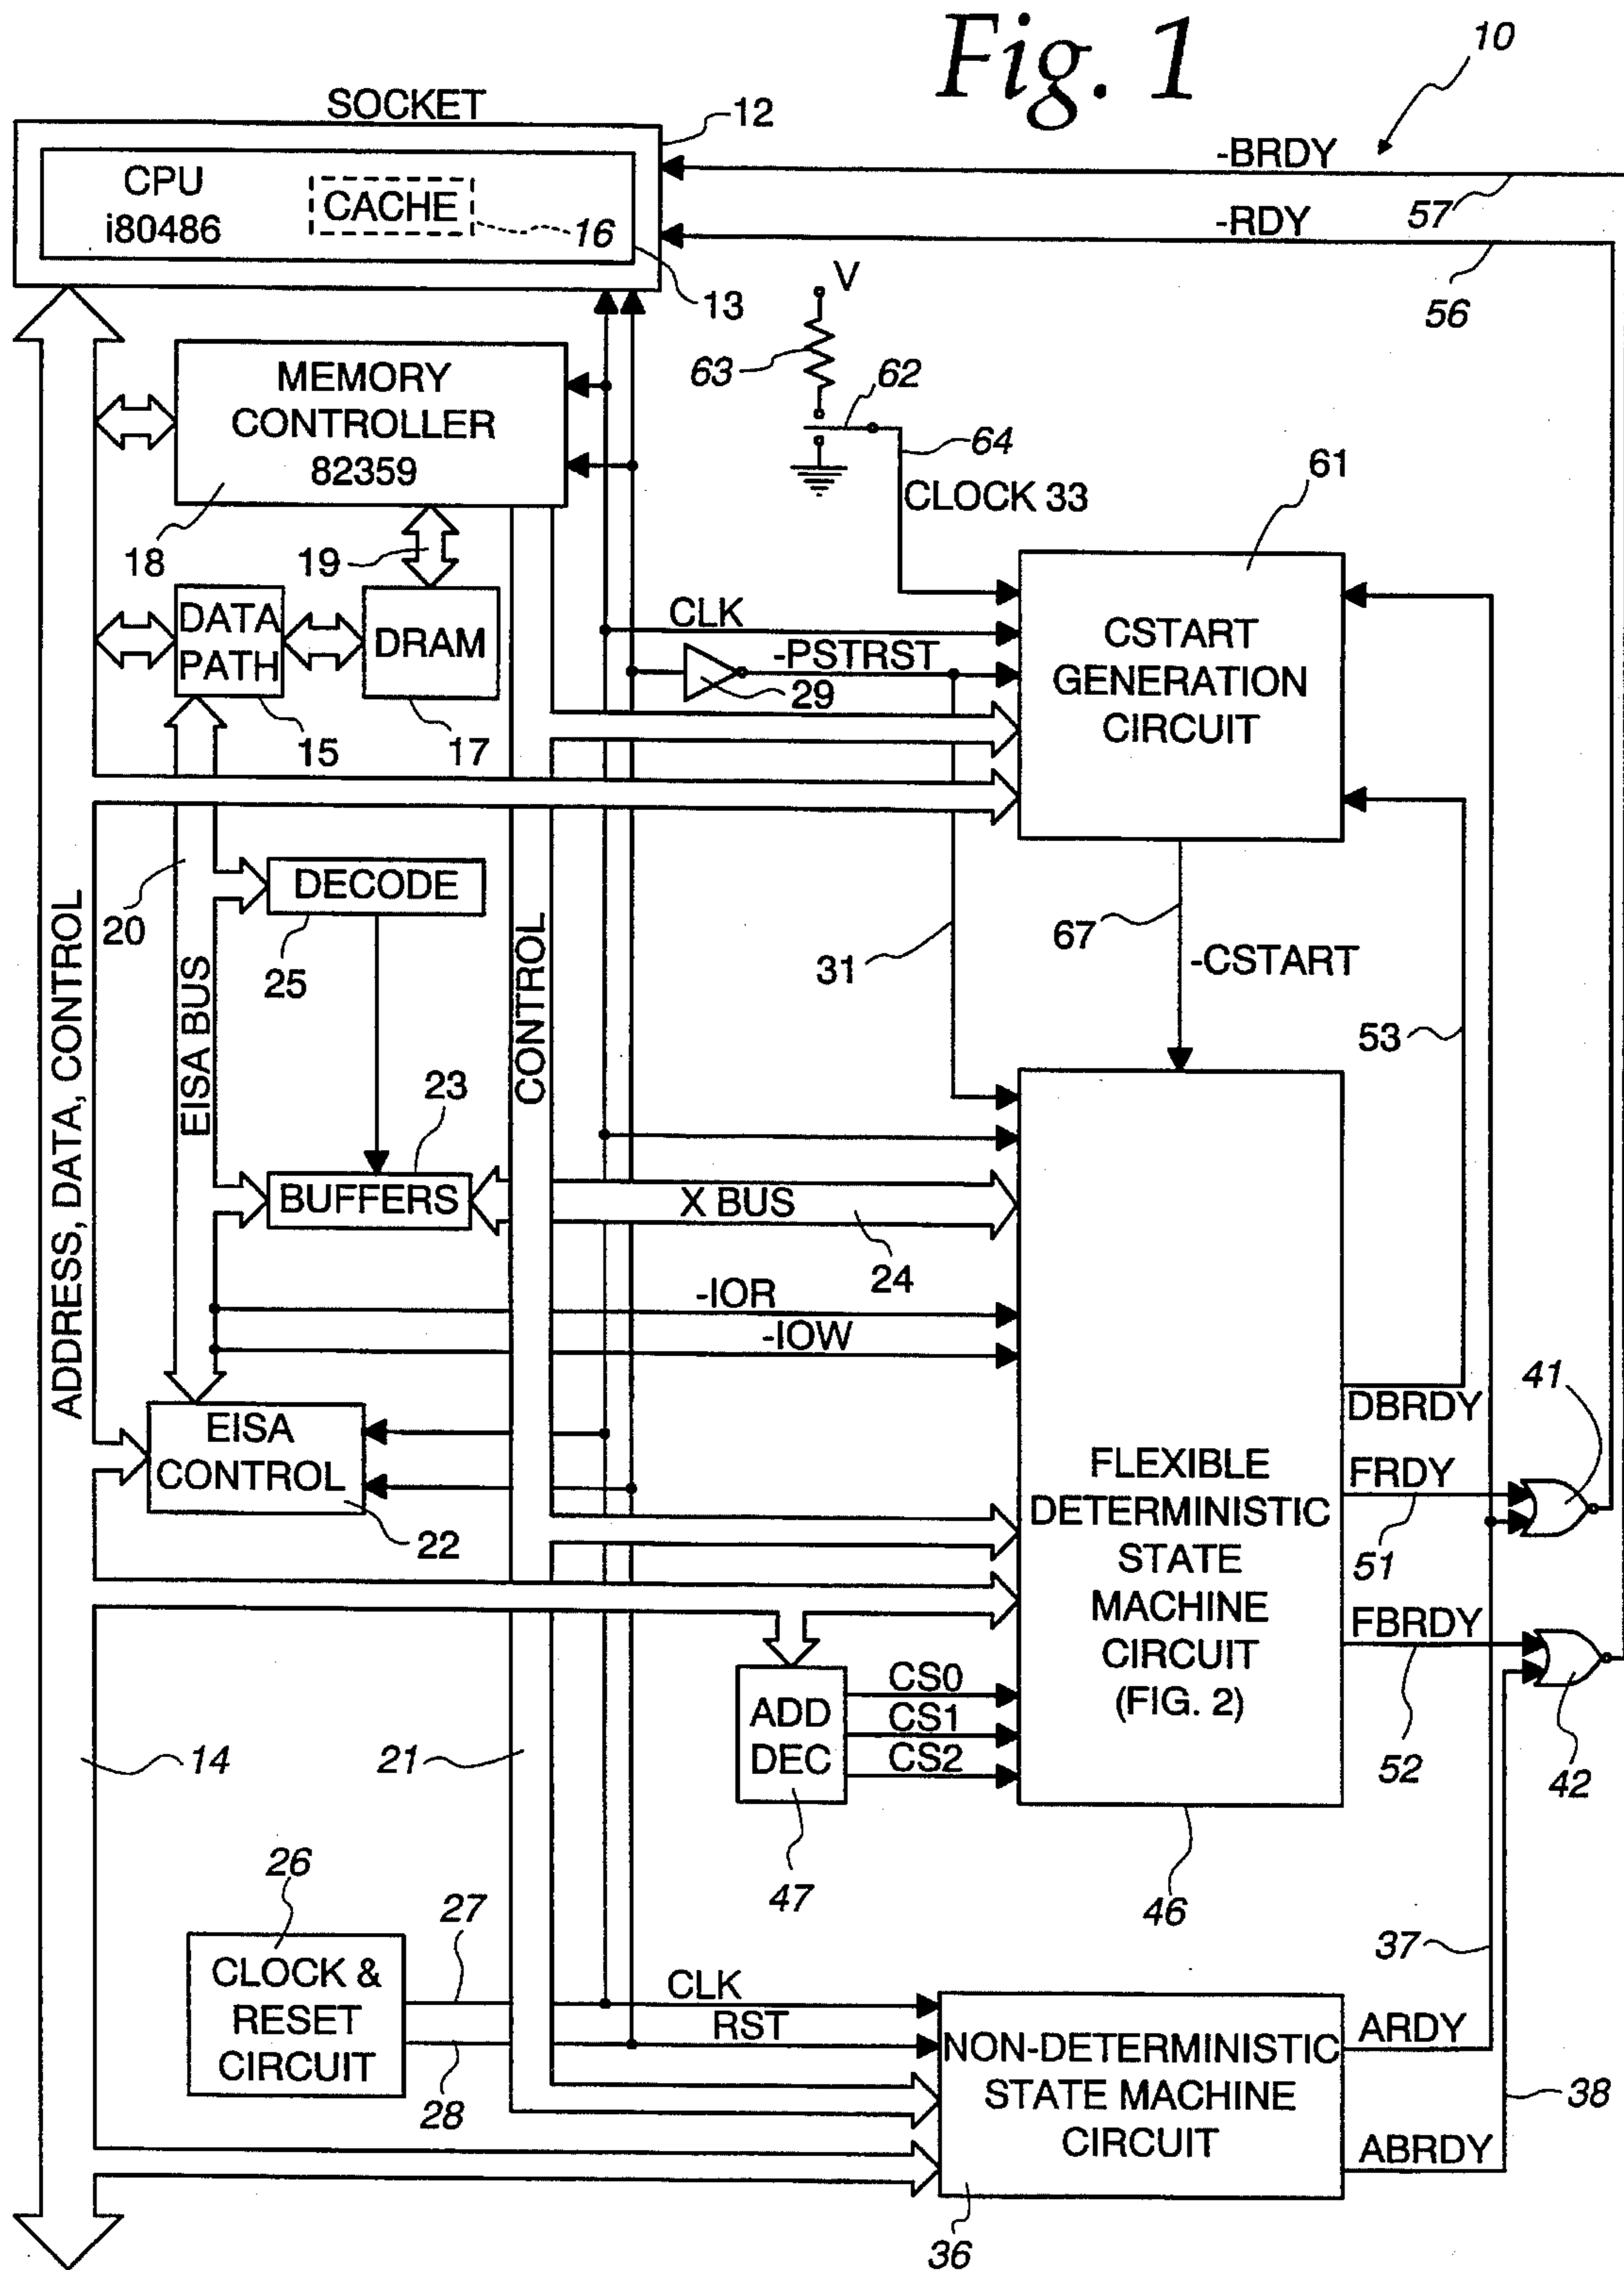 Fig. 1
10
SOCKET
12
CPU
i80486
CACHE
16
13
-BRDY
57
-RDY
56
V
63
62
64
CLOCK 33
MEMORY
CONTROLLER
82359
18
19
61
DATA
PATH
15
DRAM
17
CLK
-PSTRST
29
CSTART
GENERATION
CIRCUIT
20
DECODE
25
31
67
-CSTART
53
ADDRESS, DATA, CONTROL
EISA BUS
CONTROL
23
BUFFERS
X BUS
24
-IOR
-IOW
EISA
CONTROL
22
DBRDY
41
FRDY
51
FLEXIBLE
DETERMINISTIC
STATE
MACHINE
CIRCUIT
(FIG. 2)
FBRDY
52
42
ADD
DEC
CS0
CS1
CS2
47
46
14
21
26
27
CLOCK &
RESET
CIRCUIT
28
CLK
RST
37
NON-DETERMINISTIC
STATE MACHINE
CIRCUIT
ARDY
38
ABRDY
36